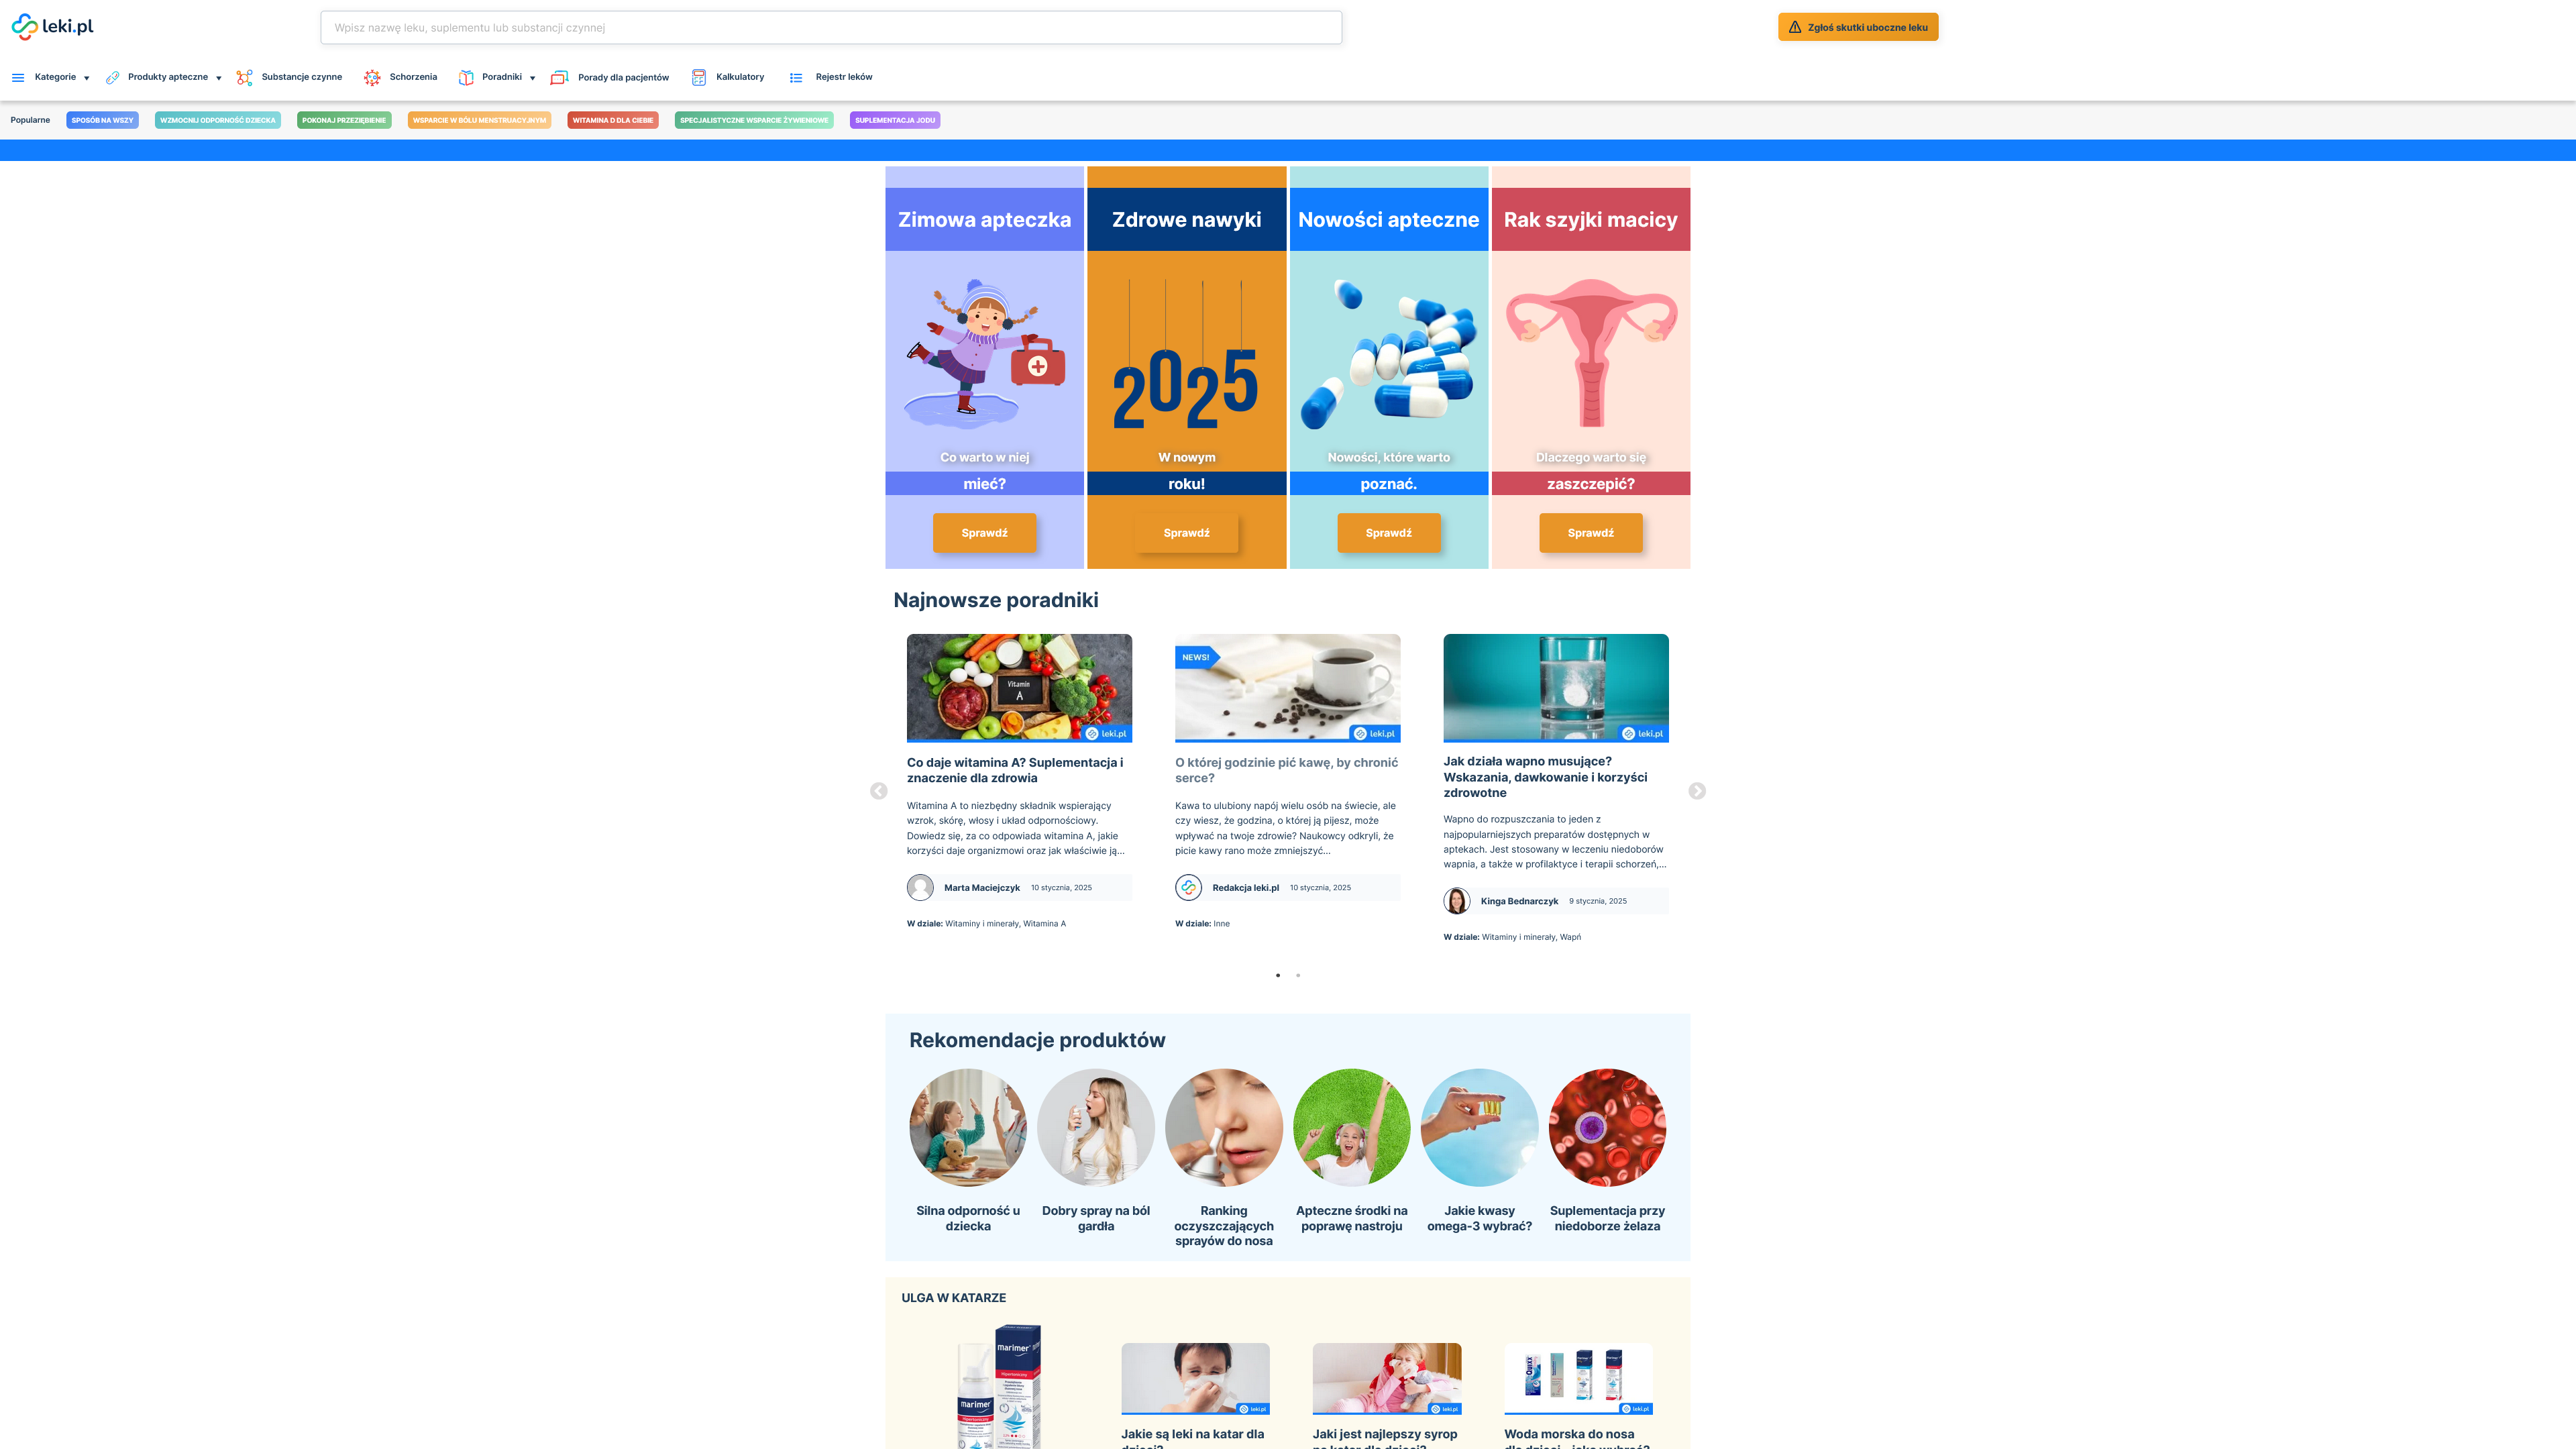 leki.pl
Wpisz nazwę leku, suplementu lub substancji czynnej
Zgłoś skutki uboczne leku
Kategorie
Produkty apteczne
Substancje czynne
Schorzenia
Poradniki
Porady dla pacjentów
Kalkulatory
Rejestr leków
Popularne
SPOSÓB NA WSZY
WZMOCNIJ ODPORNOŚĆ DZIECKA
POKONAJ PRZEZIĘBIENIE
WSPARCIE W BÓLU MENSTRUACYJNYM
WITAMINA D DLA CIEBIE
SPECJALISTYCZNE WSPARCIE ŻYWIENIOWE
SUPLEMENTACJA JODU
Zimowa apteczka
Co warto w niej
mieć?
Sprawdź
Zdrowe nawyki
2025
W nowym
roku!
Sprawdź
Nowości apteczne
Nowości, które warto
poznać.
Sprawdź
Rak szyjki macicy
Dlaczego warto się
zaszczepić?
Sprawdź
Najnowsze poradniki
Vitamin
A
leki.pl
Co daje witamina A? Suplementacja i
znaczenie dla zdrowia
Witamina A to niezbędny składnik wspierający
wzrok, skórę, włosy i układ odpornościowy.
Dowiedz się, za co odpowiada witamina A, jakie
korzyści daje organizmowi oraz jak właściwie ją...
Marta Maciejczyk 10 stycznia, 2025
W dziale: Witaminy i minerały, Witamina A
NEWS!
leki.pl
O której godzinie pić kawę, by chronić
serce?
Kawa to ulubiony napój wielu osób na świecie, ale
czy wiesz, że godzina, o której ją pijesz, może
wpływać na twoje zdrowie? Naukowcy odkryli, że
picie kawy rano może zmniejszyć...
Redakcja leki.pl 10 stycznia, 2025
W dziale: Inne
leki.pl
Jak działa wapno musujące?
Wskazania, dawkowanie i korzyści
zdrowotne
Wapno do rozpuszczania to jeden z
najpopularniejszych preparatów dostępnych w
aptekach. Jest stosowany w leczeniu niedoborów
wapnia, a także w profilaktyce i terapii schorzeń,...
Kinga Bednarczyk 9 stycznia, 2025
W dziale: Witaminy i minerały, Wapń
Rekomendacje produktów
Silna odporność u
dziecka
Dobry spray na ból
gardła
Ranking
oczyszczających
sprayów do nosa
Apteczne środki na
poprawę nastroju
Jakie kwasy
omega-3 wybrać?
Suplementacja przy
niedoborze żelaza
ULGA W KATARZE
marimer
Hipertoniczny
marimer
Hipertoniczny
leki.pl
Jakie są leki na katar dla
dzieci?
leki.pl
Jaki jest najlepszy syrop
na katar dla dzieci?
leki.pl
Woda morska do nosa
dla dzieci - jaką wybrać?